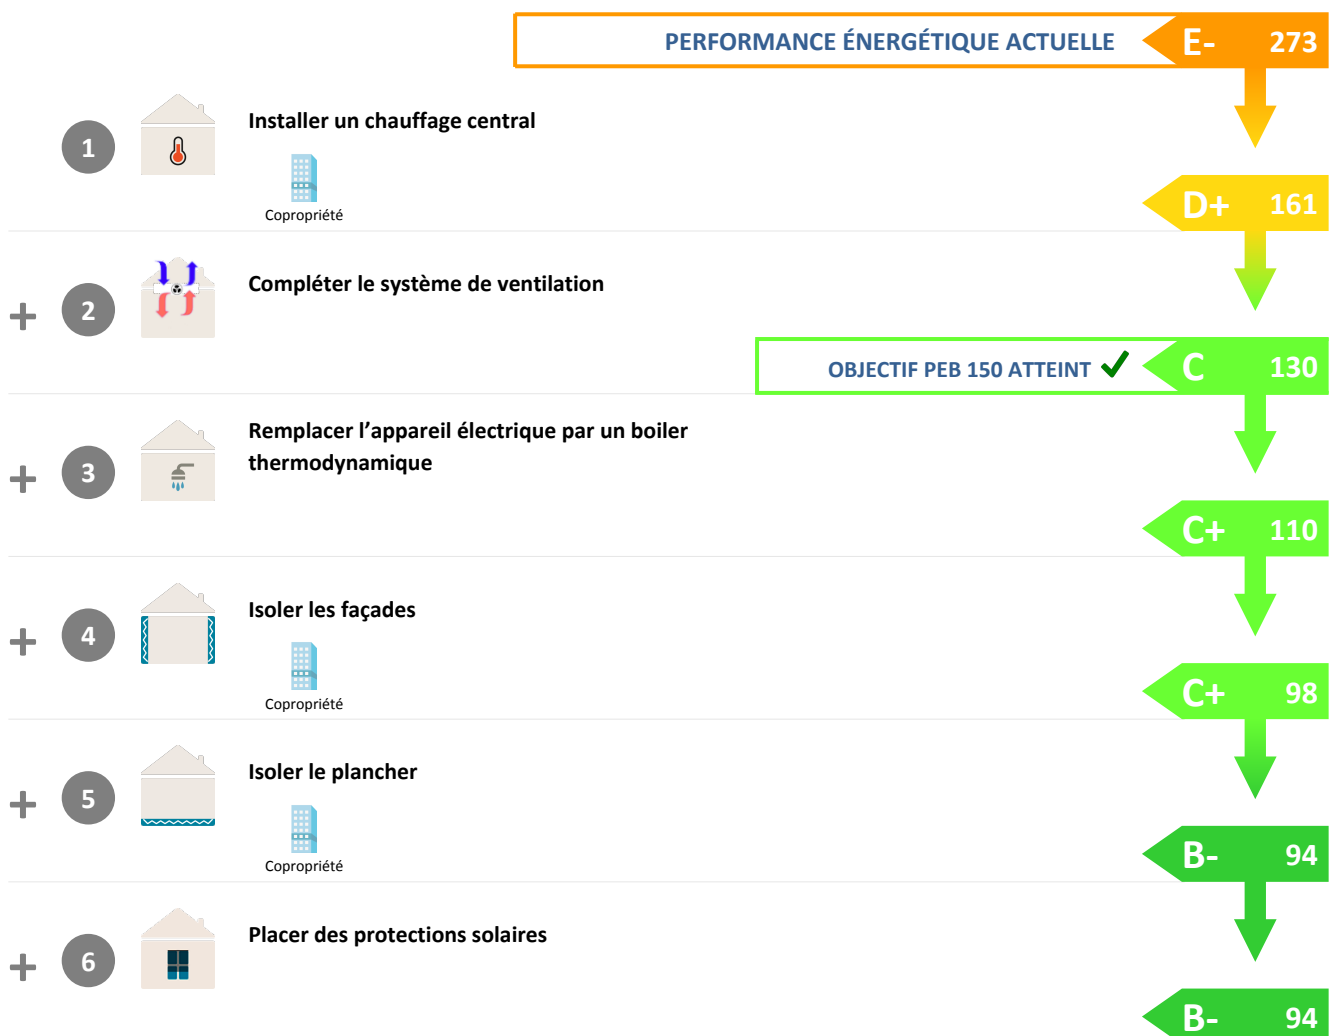 PERFORMANCE ÉNERGÉTIQUE ACTUELLE E- 273
1 Installer un chauffage central
Copropriété
D+ 161
+ 2 Compléter le système de ventilation
OBJECTIF PEB 150 ATTEINT ✓ C 130
+ 3 Remplacer l’appareil électrique par un boiler
thermodynamique
C+ 110
+ 4 Isoler les façades
Copropriété
C+ 98
+ 5 Isoler le plancher
Copropriété
B- 94
+ 6 Placer des protections solaires
B- 94